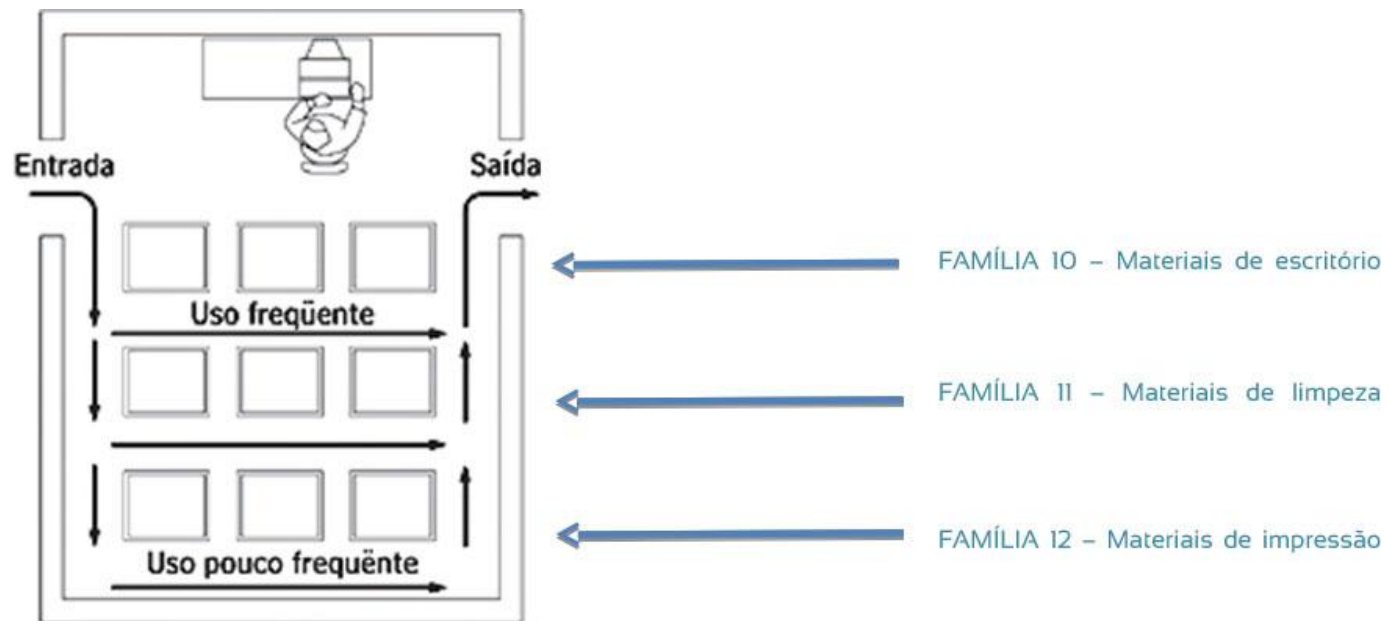 Entrada
Saída
FAMÍLIA 10 – Materiais de escritório
Uso freqüente
FAMÍLIA 11 – Materiais de limpeza
FAMÍLIA 12 – Materiais de impressão
Uso pouco frequënte